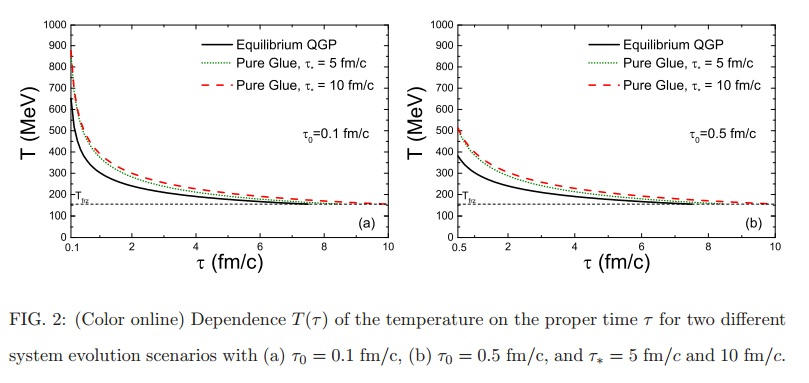 1000
900
800
700
600
500
400
300
200
100
0
T (MeV)
Equilibrium QGP
Pure Glue, τ* = 5 fm/c
Pure Glue, τ* = 10 fm/c
τ0=0.1 fm/c
Tfrz
(a)
0.1 2 4 6 8 10
τ (fm/c)
1000
900
800
700
600
500
400
300
200
100
0
T (MeV)
Equilibrium QGP
Pure Glue, τ* = 5 fm/c
Pure Glue, τ* = 10 fm/c
τ0=0.5 fm/c
Tfrz
(b)
0.5 2 4 6 8 10
τ (fm/c)
FIG. 2: (Color online) Dependence T(τ) of the temperature on the proper time τ for two different
system evolution scenarios with (a) τ0 = 0.1 fm/c, (b) τ0 = 0.5 fm/c, and τ∗ = 5 fm/c and 10 fm/c.